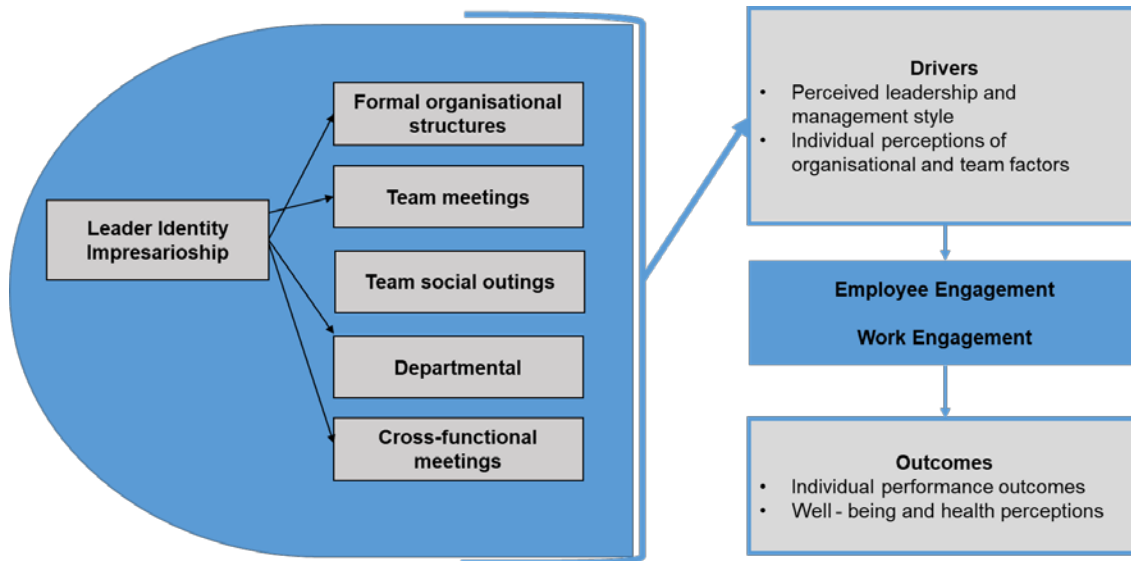 Leader Identity
Impresarioship
Formal organisational
structures
Team meetings
Team social outings
Departmental
Cross-functional
meetings
Drivers
• Perceived leadership and
management style
• Individual perceptions of
organisational and team factors
Employee Engagement
Work Engagement
Outcomes
• Individual performance outcomes
• Well - being and health perceptions